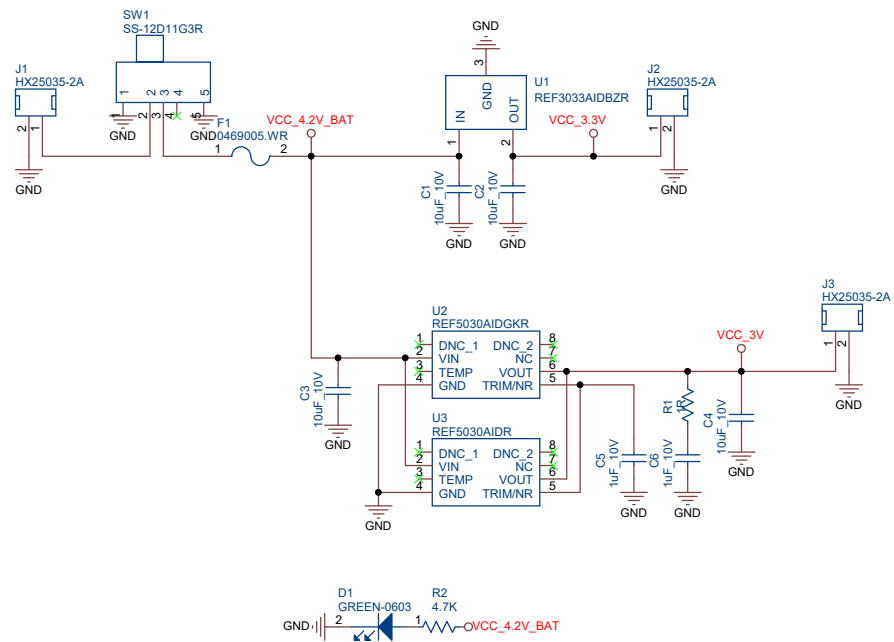 SW1
SS-12D11G3R
J1
HX25035-2A
1 2 3 4 5
1 2 3 4 5
2 1
GND
GND
GND
F1
0469005.WR
1 2
VCC_4.2V_BAT
GND
3
GND
IN
OUT
U1
REF3033AIDBZR
1
2
VCC_3.3V
J2
HX25035-2A
1 2
GND
C1
10uF_10V
GND
C2
10uF_10V
GND
U2
REF5030AIDGKR
1 DNC_1 DNC_2 8
2 VIN NC 7
3 TEMP VOUT 6
4 GND TRIM/NR 5
U3
REF5030AIDR
1 DNC_1 DNC_2 8
2 VIN NC 7
3 TEMP VOUT 6
4 GND TRIM/NR 5
C3
10uF_10V
GND
GND
VCC_3V
J3
HX25035-2A
1 2
GND
R1
1R
C4
10uF_10V
GND
C5
1uF_10V
GND
C6
1uF_10V
GND
D1
GREEN-0603
R2
4.7K
GND 2 1 VCC_4.2V_BAT